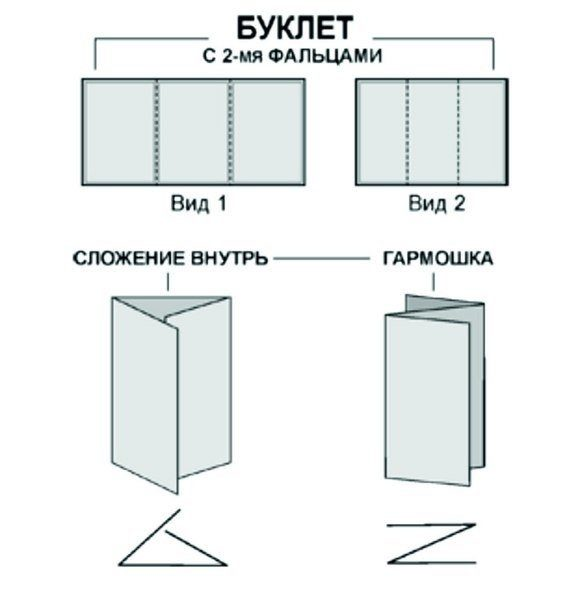 БУКЛЕТ
С 2-мя ФАЛЬЦАМИ
Вид 1
Вид 2
СЛОЖЕНИЕ ВНУТРЬ
ГАРМОШКА